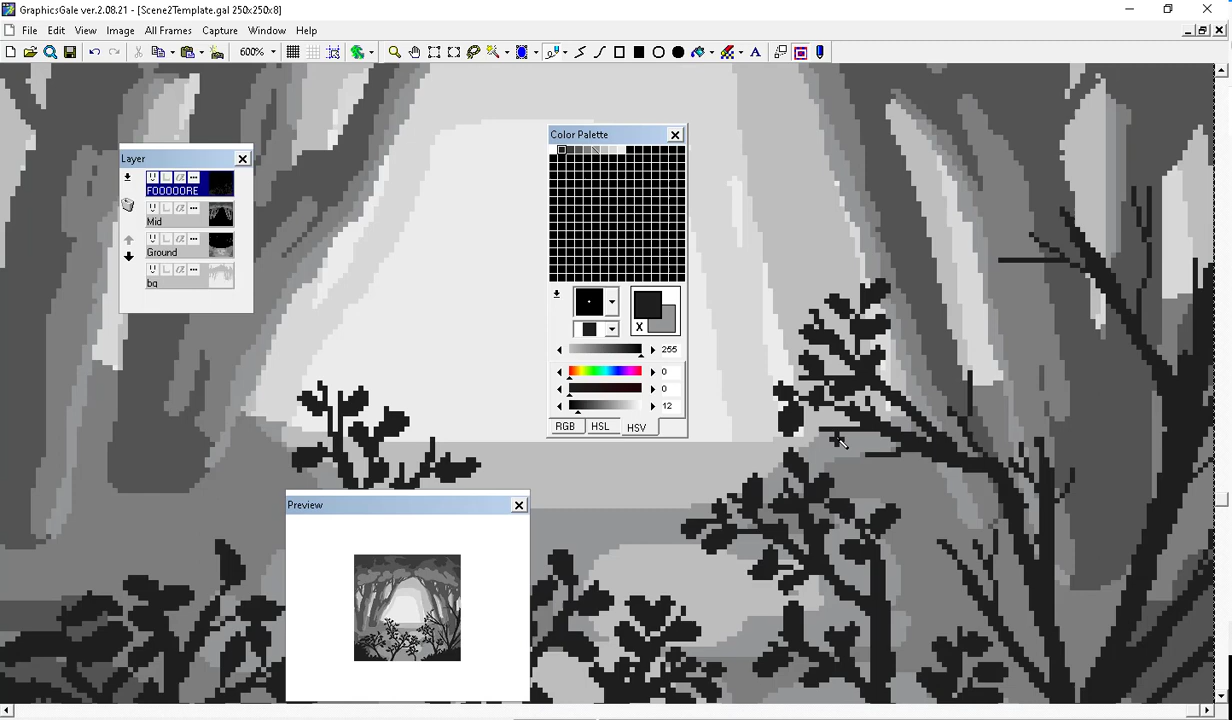 GraphicsGale ver.2.08.21 - [Scene2Template.gal 250x250x8]
File Edit View Image All Frames Capture Window Help
600%
A
Layer
FOOOOORE
Mid
Ground
bg
Color Palette
X
255
0
0
12
RGB HSL HSV
Preview